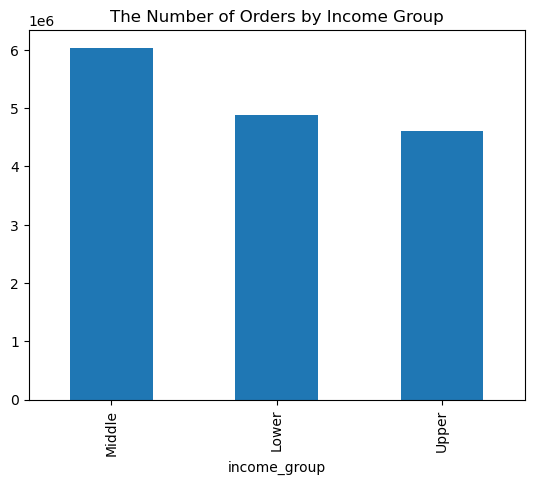 The Number of Orders by Income Group
1e6
6
5
4
3
2
1
0
Middle
Lower
Upper
income_group